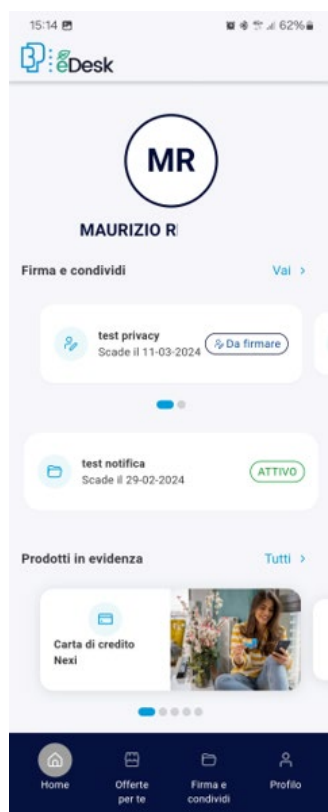 15:14 62%
eDesk
MR
MAURIZIO R
Firma e condividi Vai >
test privacy
Scade il 11-03-2024 Da firmare
test notifica
Scade il 29-02-2024 ATTIVO
Prodotti in evidenza Tutti >
Carta di credito
Nexi
Home Offerte per te Firma e condividi Profilo